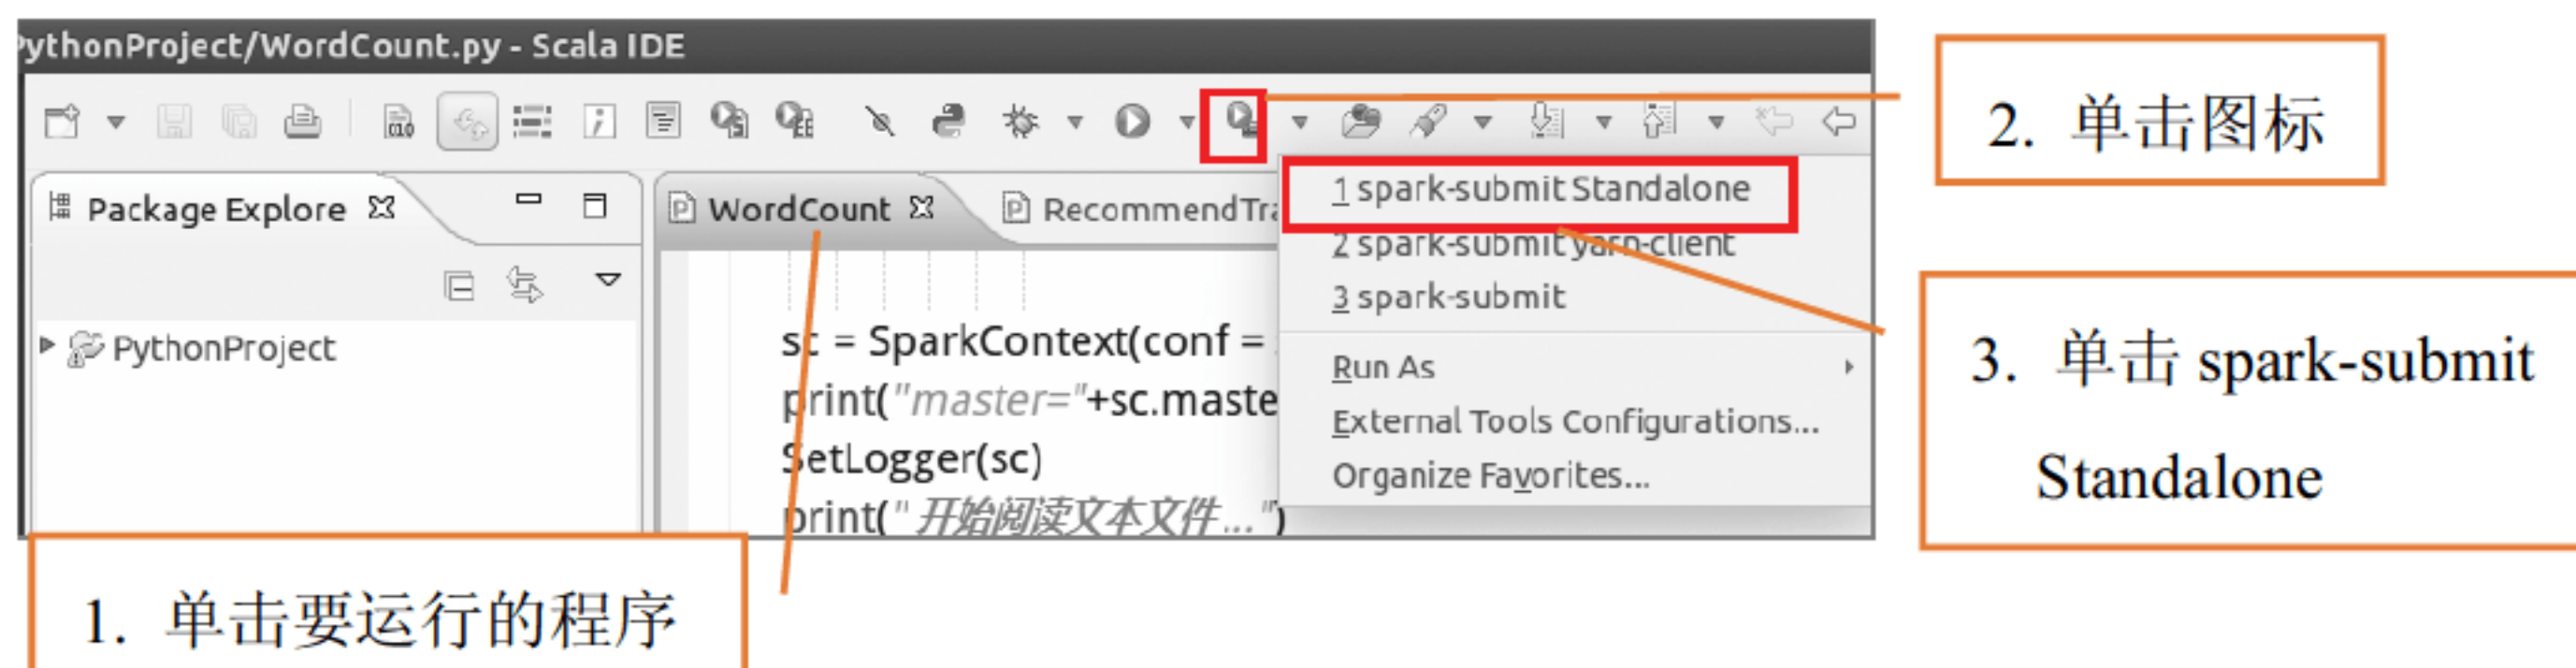 PythonProject/WordCount.py - Scala IDE
2. 单击图标
Package Explore
WordCount
RecommendTra
1 spark-submit Standalone
2 spark-submit yarn-client
3 spark-submit
Run As
External Tools Configurations...
Organize Favorites...
PythonProject
sc = SparkContext(conf =
print("master="+sc.maste
SetLogger(sc)
print("开始阅读文本文件...")
3. 单击 spark-submit
Standalone
1. 单击要运行的程序